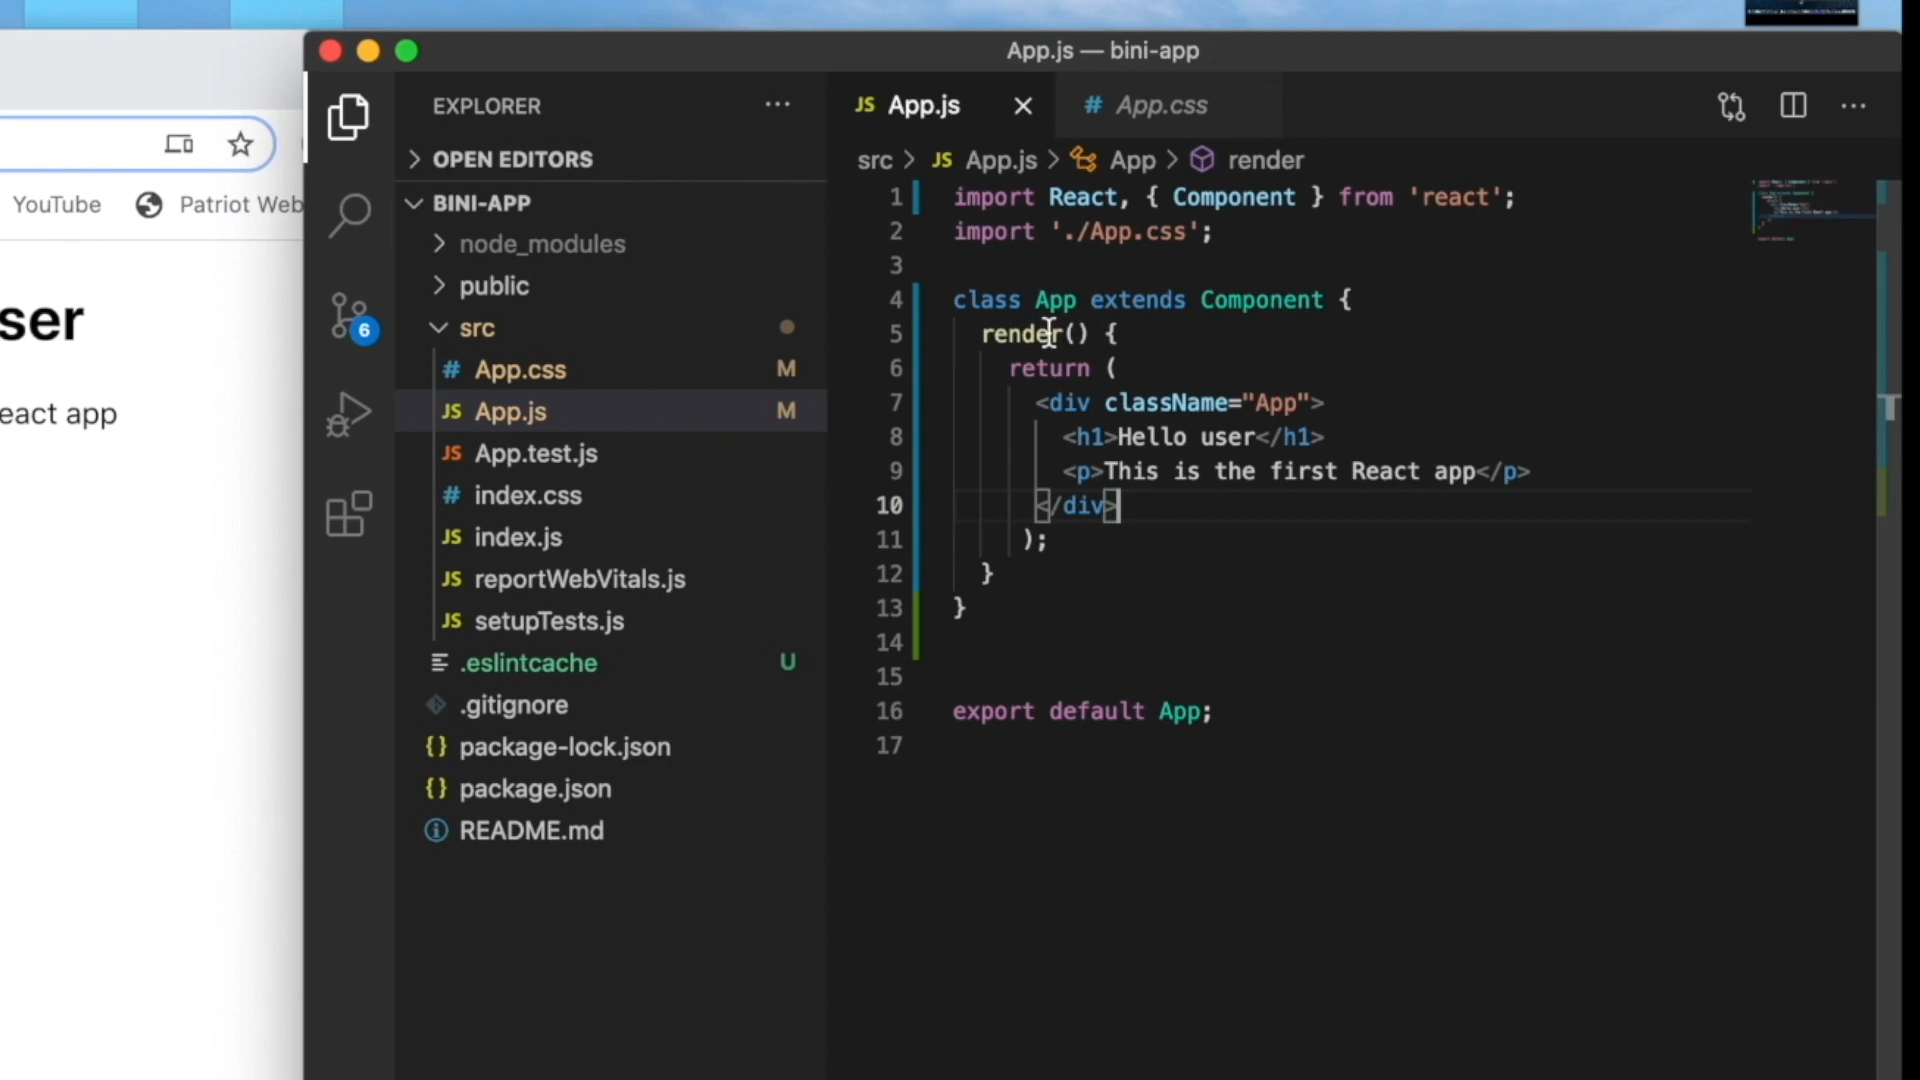 App.js — bini-app
YouTube
Patriot Web
ser
eact app
EXPLORER
OPEN EDITORS
BINI-APP
node_modules
public
src
# App.css M
JS App.js M
JS App.test.js
# index.css
JS index.js
JS reportWebVitals.js
JS setupTests.js
.eslintcache U
.gitignore
{} package-lock.json
{} package.json
README.md
6
JS App.js
# App.css
src > JS App.js > App > render
1 import React, { Component } from 'react';
2 import './App.css';
3
4 class App extends Component {
5 render() {
6 return (
7 <div className="App">
8 <h1>Hello user</h1>
9 <p>This is the first React app</p>
10 </div>
11 );
12 }
13 }
14
15
16 export default App;
17